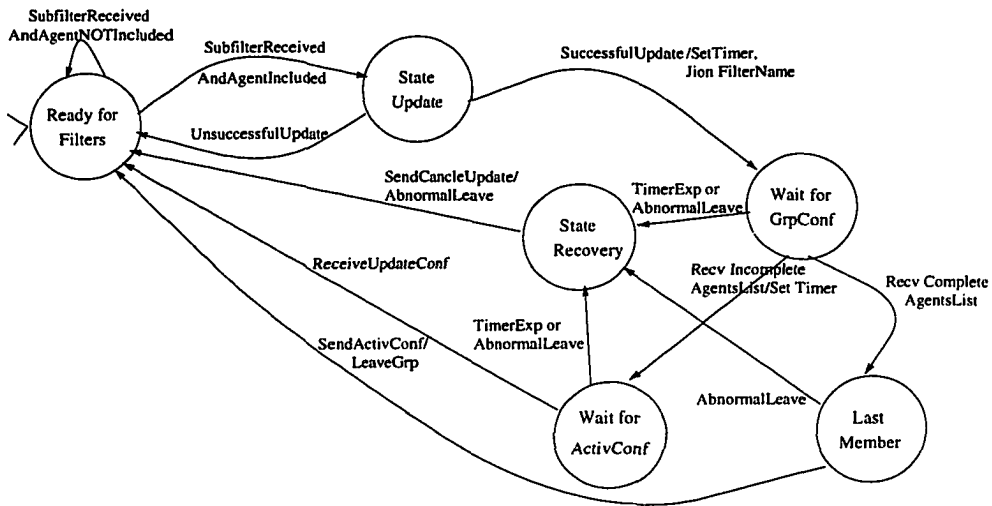 SubfilterReceived
AndAgentNOTIncluded
SubfilterReceived
AndAgentIncluded
State
Update
SuccessfulUpdate/SetTimer,
Jion FilterName
Ready for
Filters
UnsuccessfulUpdate
SendCancleUpdate/
AbnormalLeave
TimerExp or
AbnormalLeave
Wait for
GrpConf
State
Recovery
ReceiveUpdateConf
Recv Incomplete
AgentsList/Set Timer
Recv Complete
AgentsList
SendActivConf/
LeaveGrp
TimerExp or
AbnormalLeave
AbnormalLeave
Wait for
ActivConf
Last
Member